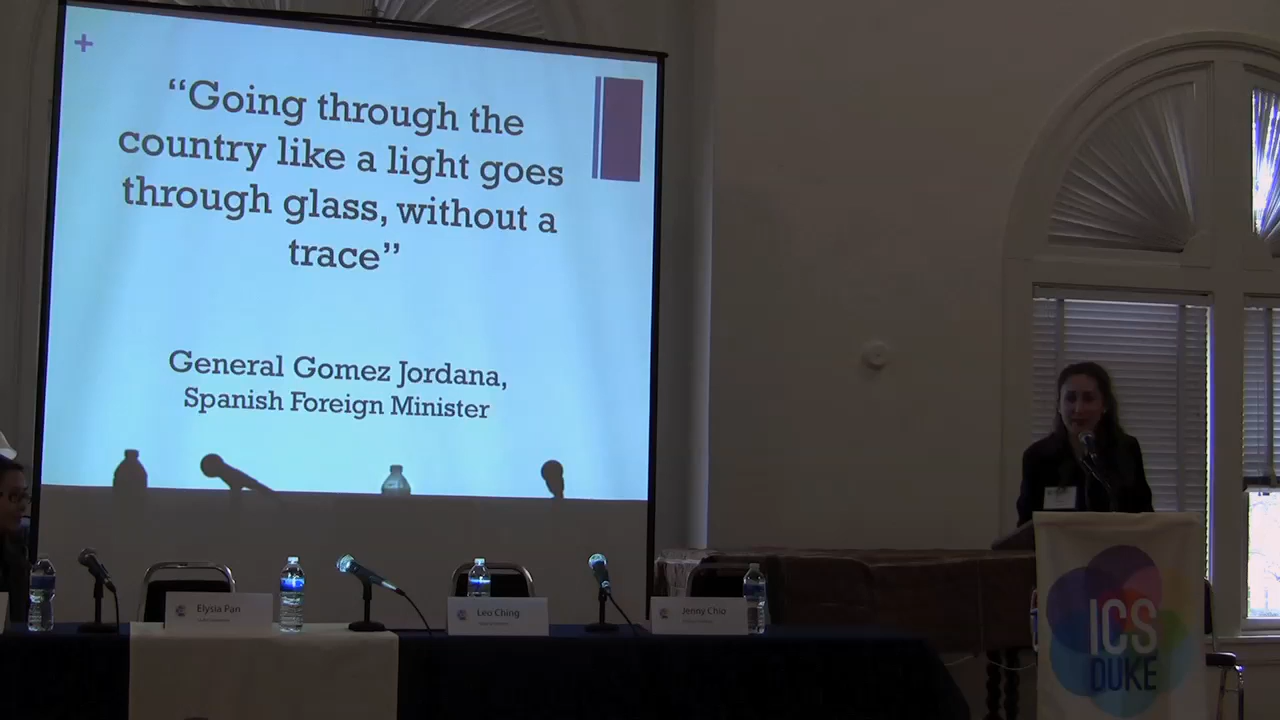 “Going through the
country like a light goes
through glass, without a
trace”
General Gomez Jordana,
Spanish Foreign Minister
Elysia Pan
Leo Ching
Jenny Chio
ICS
DUKE